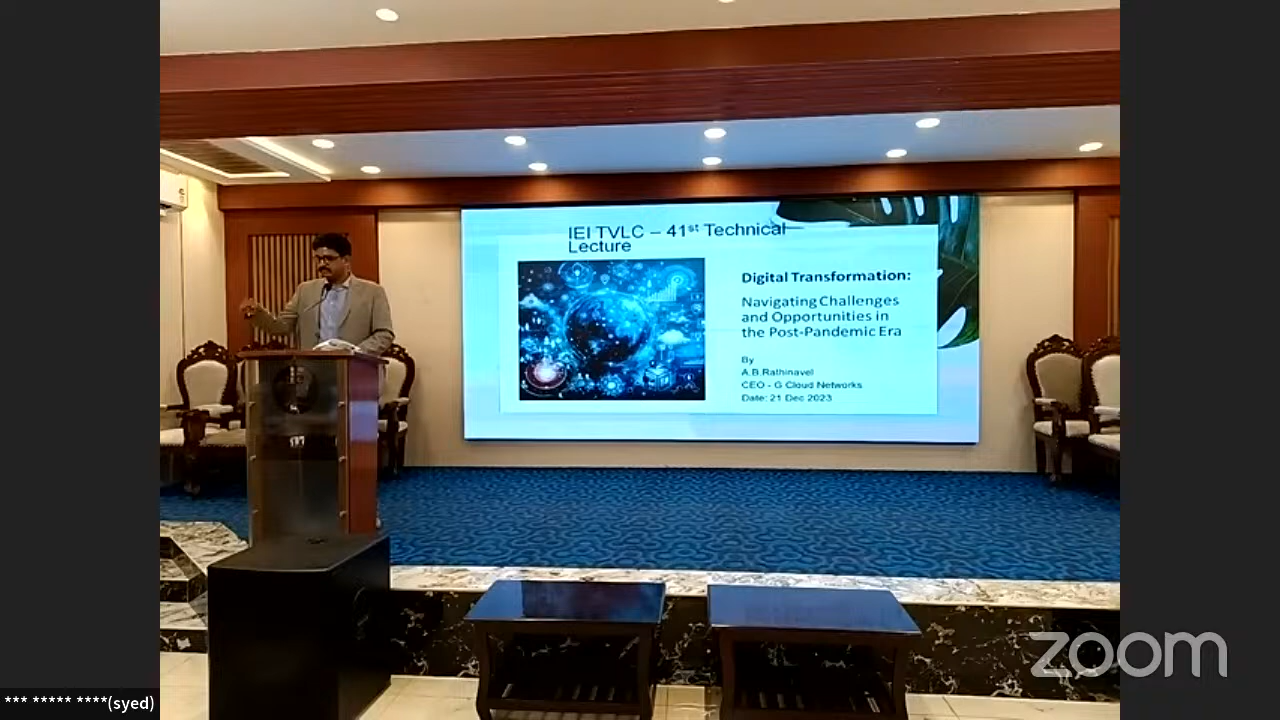 IEI TVLC – 41st Technical
Lecture
Digital Transformation:
Navigating Challenges
and Opportunities in
the Post-Pandemic Era
By
A.B.Rathinavel
CEO - G Cloud Networks
Date: 21 Dec 2023
zoom
*** ***** ****(syed)